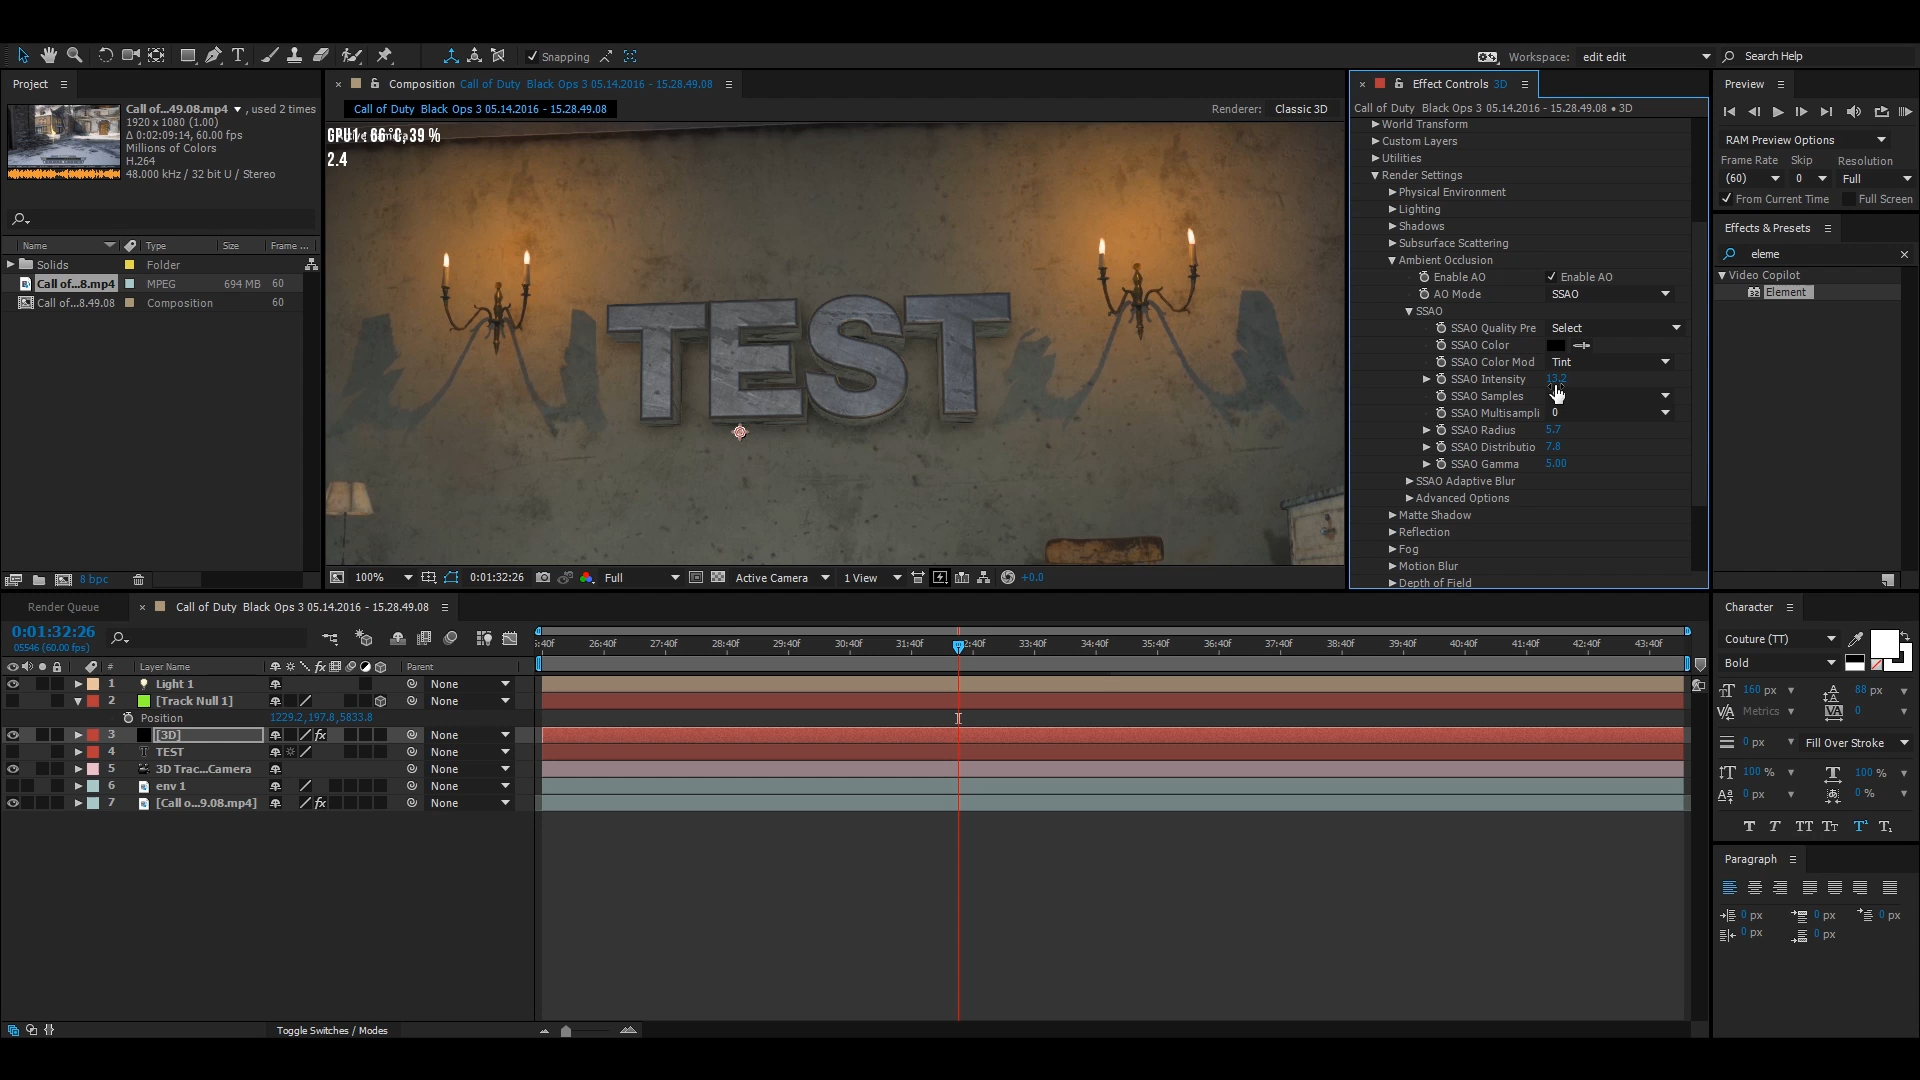 Snapping
Workspace: edit edit
Search Help
Project
Call of...49.08.mp4 , used 2 times
1920 x 1080 (1.00)
Δ 0:02:09:14, 60.00 fps
Millions of Colors
H.264
48.000 kHz / 32 bit U / Stereo
Name Type Size Frame ...
Solids Folder
Call of...8.mp4 MPEG 694 MB 60
Call of...8.49.08 Composition 60
8 bpc
Composition Call of Duty Black Ops 3 05.14.2016 - 15.28.49.08
Call of Duty Black Ops 3 05.14.2016 - 15.28.49.08
Renderer: Classic 3D
39 %
2.4
TEST
100% 0:01:32:26 Full Active Camera 1 View +0.0
Effect Controls 3D
Call of Duty Black Ops 3 05.14.2016 - 15.28.49.08 • 3D
World Transform
Custom Layers
Utilities
Render Settings
Physical Environment
Lighting
Shadows
Subsurface Scattering
Ambient Occlusion
Enable AO Enable AO
AO Mode SSAO
SSAO
SSAO Quality Pre Select
SSAO Color
SSAO Color Mod Tint
SSAO Intensity 13.2
SSAO Samples
SSAO Multisampli 0
SSAO Radius 5.7
SSAO Distributio 7.8
SSAO Gamma 5.00
SSAO Adaptive Blur
Advanced Options
Matte Shadow
Reflection
Fog
Motion Blur
Depth of Field
Preview
RAM Preview Options
Frame Rate Skip Resolution
(60) 0 Full
From Current Time Full Screen
Effects & Presets
eleme
Video Copilot
Element
Render Queue
Call of Duty Black Ops 3 05.14.2016 - 15.28.49.08
0:01:32:26
05546 (60.00 fps)
# Layer Name Parent
1 Light 1 None
2 [Track Null 1] None
Position 1229.2,197.8,5833.8
3 [3D] None
4 TEST None
5 3D Trac...Camera None
6 env 1 None
7 [Call o...9.08.mp4] None
:40f 26:40f 27:40f 28:40f 29:40f 30:40f 31:40f 2:40f 33:40f 34:40f 35:40f 36:40f 37:40f 38:40f 39:40f 40:40f 41:40f 42:40f 43:40f
Toggle Switches / Modes
Character
Couture (TT)
Bold
160 px 88 px
Metrics 0
0 px Fill Over Stroke
100 % 100 %
0 px 0 %
T T TT Tт T¹ T₁
Paragraph
0 px 0 px 0 px
0 px 0 px